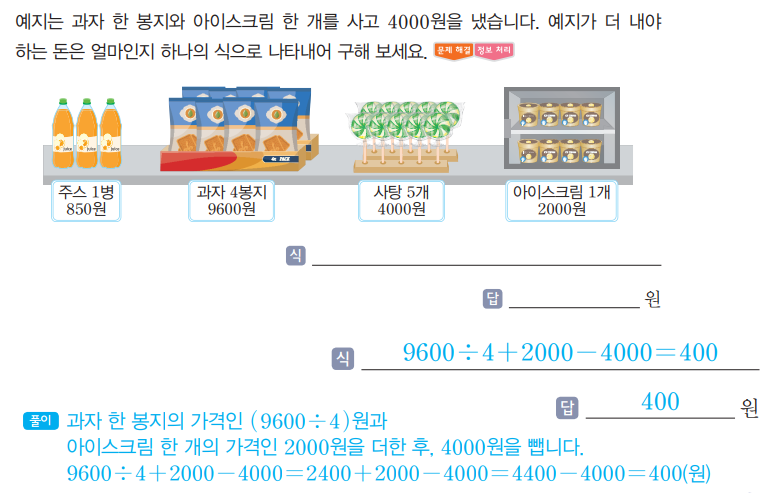 예지는 과자 한 봉지와 아이스크림 한 개를 사고 4000원을 냈습니다. 예지가 더 내야
하는 돈은 얼마인지 하나의 식으로 나타내어 구해 보세요. 문제 해결 정보 처리
주스 1병 과자 4봉지 사탕 5개 아이스크림 1개
850원 9600원 4000원 2000원
식
답 원
식 9600÷4+2000-4000=400
답 400 원
풀이 과자 한 봉지의 가격인 (9600÷4)원과
아이스크림 한 개의 가격인 2000원을 더한 후, 4000원을 뺍니다.
9600÷4+2000-4000=2400+2000-4000=4400-4000=400(원)